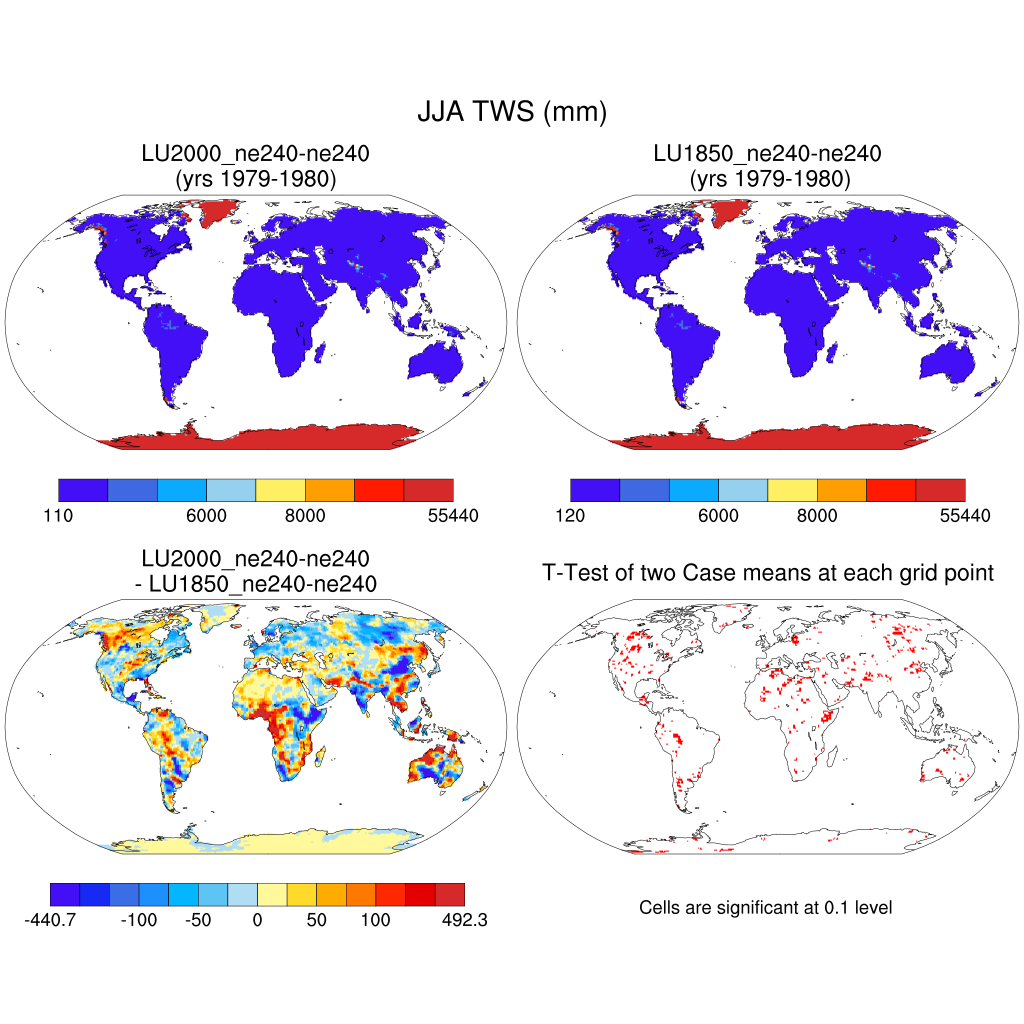 JJA TWS (mm)
LU2000_ne240-ne240
(yrs 1979-1980)
LU1850_ne240-ne240
(yrs 1979-1980)
110 6000 8000 55440
120 6000 8000 55440
LU2000_ne240-ne240
- LU1850_ne240-ne240
T-Test of two Case means at each grid point
-440.7 -100 -50 0 50 100 492.3
Cells are significant at 0.1 level